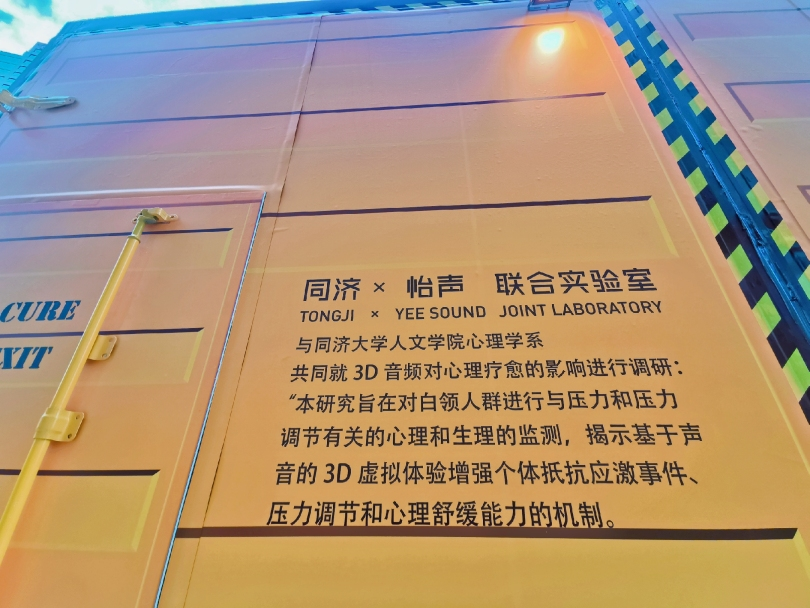 同济 × 怡声 联合实验室
TONGJI × YEE SOUND JOINT LABORATORY
与同济大学人文学院心理学系
共同就 3D 音频对心理疗愈的影响进行调研：
“本研究旨在对白领人群进行与压力和压力
调节有关的心理和生理的监测，揭示基于声
音的 3D 虚拟体验增强个体抵抗应激事件、
压力调节和心理舒缓能力的机制。
CURE
EXIT